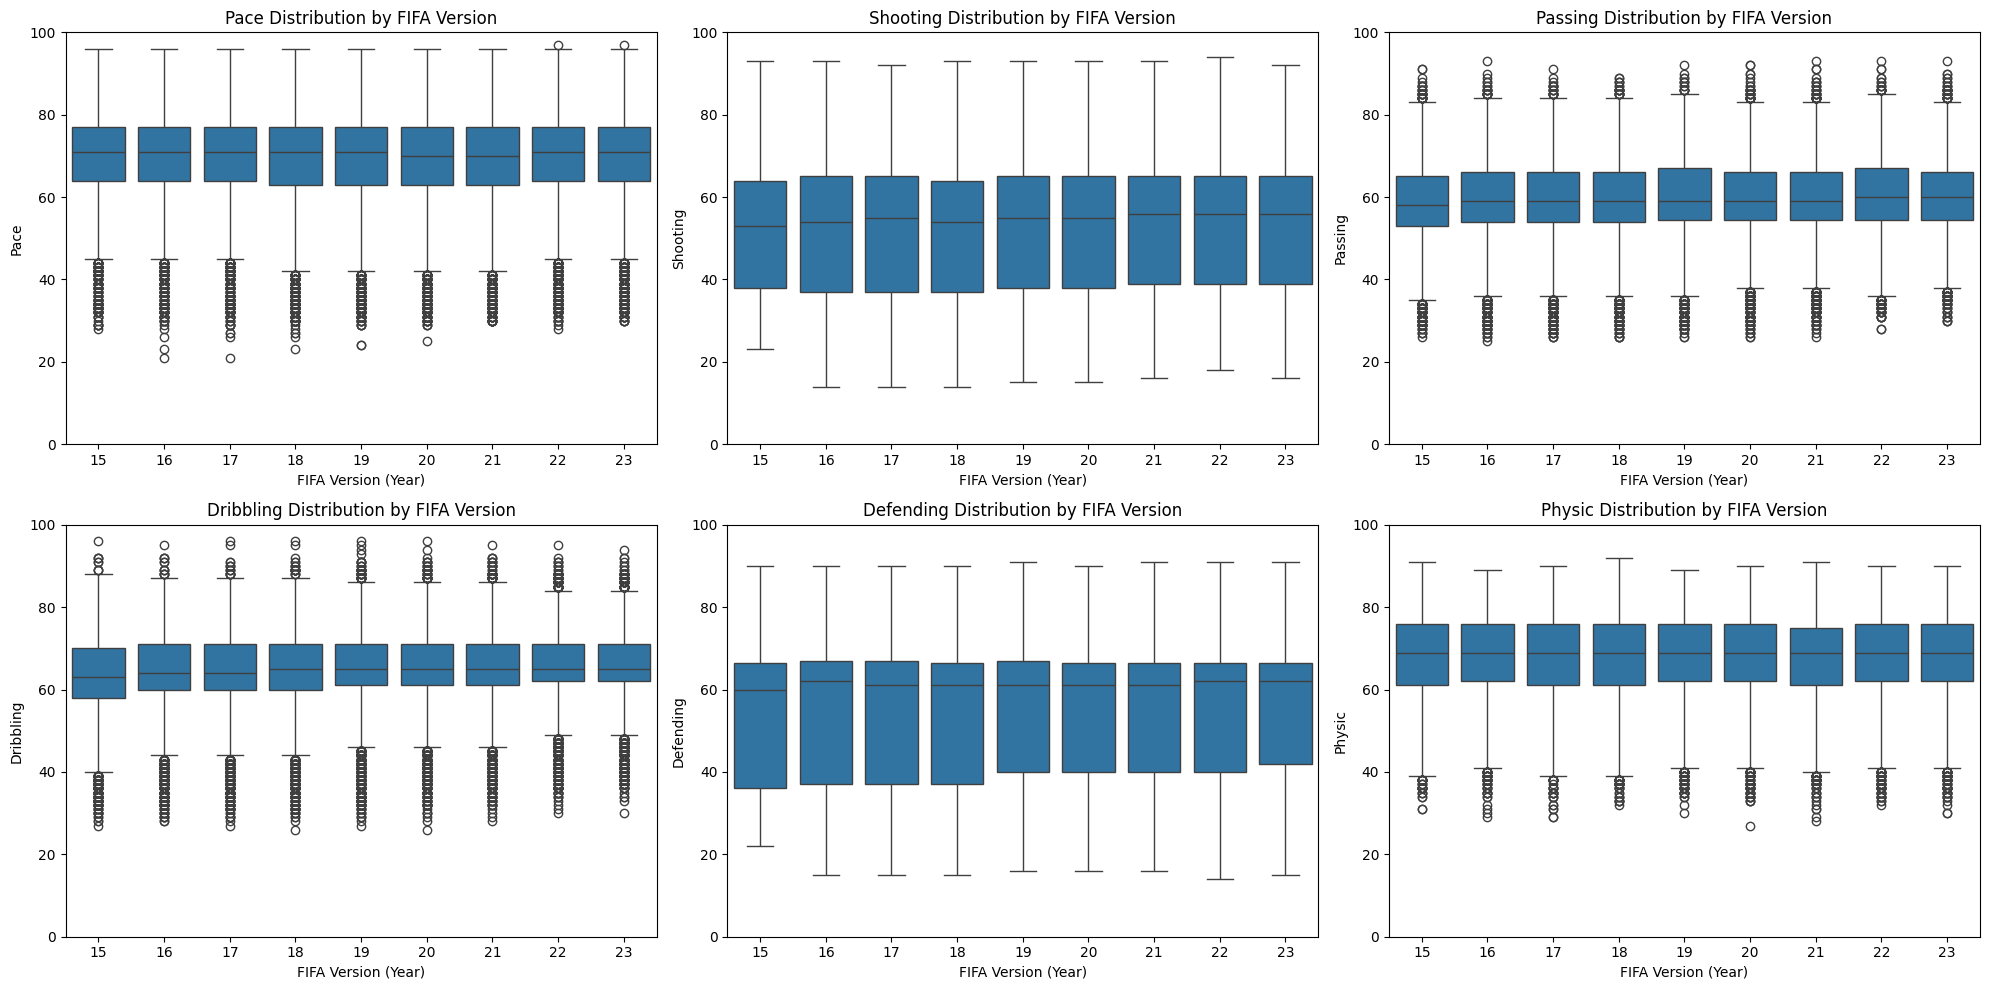 Pace Distribution by FIFA Version
100
80
60
40
20
0
Pace
15 16 17 18 19 20 21 22 23
FIFA Version (Year)
Shooting Distribution by FIFA Version
100
80
60
40
20
0
Shooting
15 16 17 18 19 20 21 22 23
FIFA Version (Year)
Passing Distribution by FIFA Version
100
80
60
40
20
0
Passing
15 16 17 18 19 20 21 22 23
FIFA Version (Year)
Dribbling Distribution by FIFA Version
100
80
60
40
20
0
Dribbling
15 16 17 18 19 20 21 22 23
FIFA Version (Year)
Defending Distribution by FIFA Version
100
80
60
40
20
0
Defending
15 16 17 18 19 20 21 22 23
FIFA Version (Year)
Physic Distribution by FIFA Version
100
80
60
40
20
0
Physic
15 16 17 18 19 20 21 22 23
FIFA Version (Year)